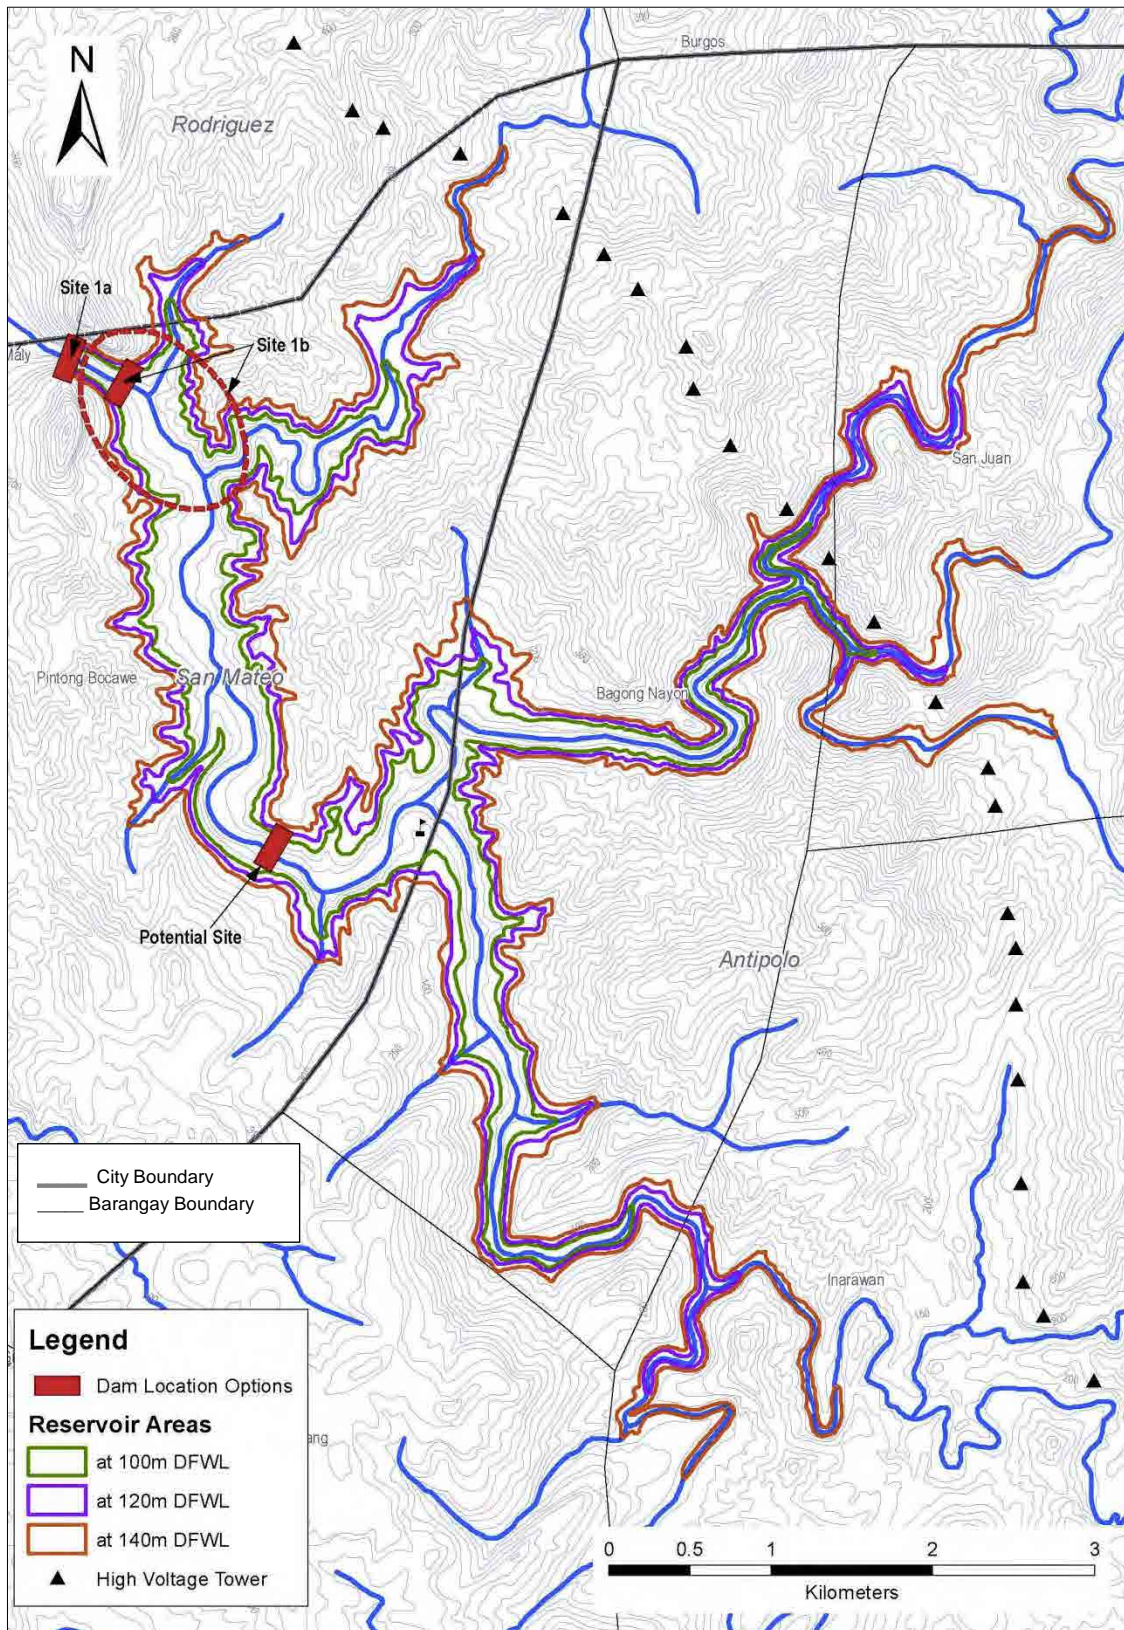 Burgos
N
Rodriguez
Site 1a
Site 1b
Maly
San Juan
Pintong Bocawe
San Mateo
Bagong Nayon
Potential Site
Antipolo
City Boundary
Barangay Boundary
Inarawan
Legend
Dam Location Options
Reservoir Areas
at 100m DFWL
at 120m DFWL
at 140m DFWL
High Voltage Tower
ang
0 0.5 1 2 3
Kilometers